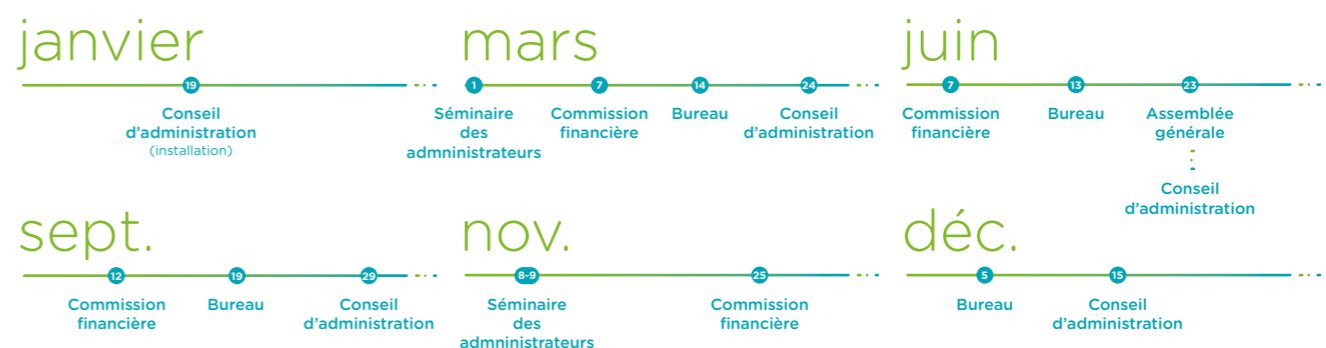 janvier
19
Conseil
d'administration
(installation)
mars
1
Séminaire
des
admninistrateurs
7
Commission
financière
14
Bureau
24
Conseil
d'administration
juin
7
Commission
financière
13
Bureau
23
Assemblée
générale
Conseil
d'administration
sept.
12
Commission
financière
19
Bureau
29
Conseil
d'administration
nov.
8-9
Séminaire
des
admninistrateurs
25
Commission
financière
déc.
5
Bureau
15
Conseil
d'administration